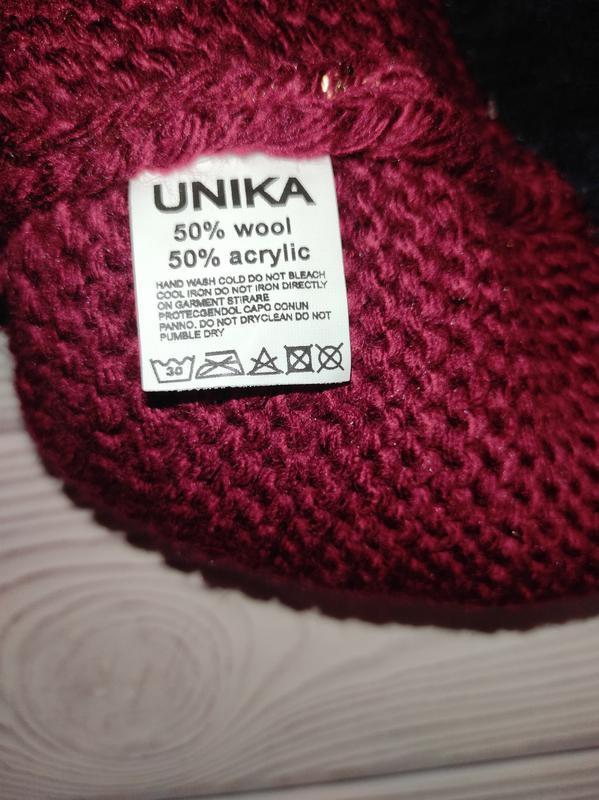 UNIKA
50% wool
50% acrylic
HAND WASH COLD DO NOT BLEACH
COOL IRON DO NOT IRON DIRECTLY
ON GARMENT STIRARE
PROTECGENDOL CAPO CONUN
PANNO. DO NOT DRYCLEAN DO NOT
PUMBLE DRY
30